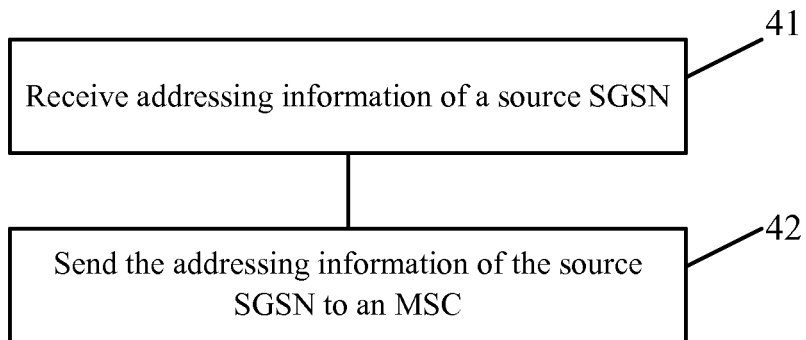 41
Receive addressing information of a source SGSN
42
Send the addressing information of the source
SGSN to an MSC